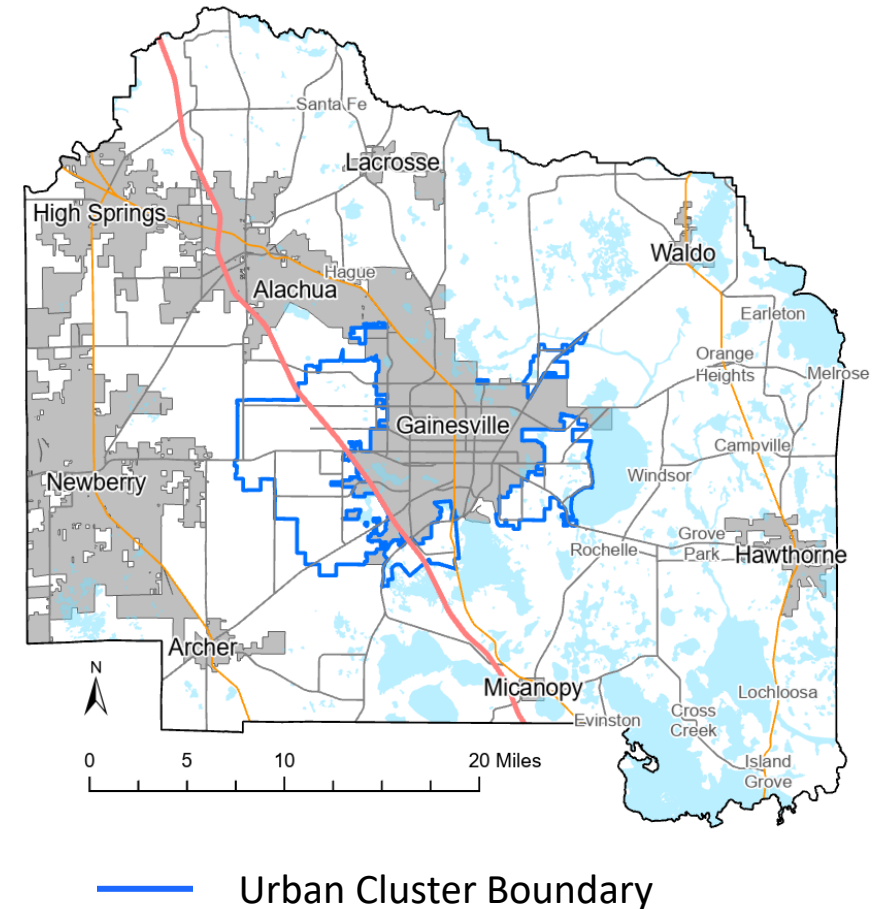 Santa Fe
Lacrosse
High Springs
Waldo
Hague
Alachua
Earleton
Orange
Heights
Melrose
Gainesville
Campville
Newberry
Windsor
Grove
Park
Rochelle
Hawthorne
Archer
N
Micanopy
Lochloosa
Cross
Creek
Evinston
Island
Grove
0 5 10 20 Miles
Urban Cluster Boundary